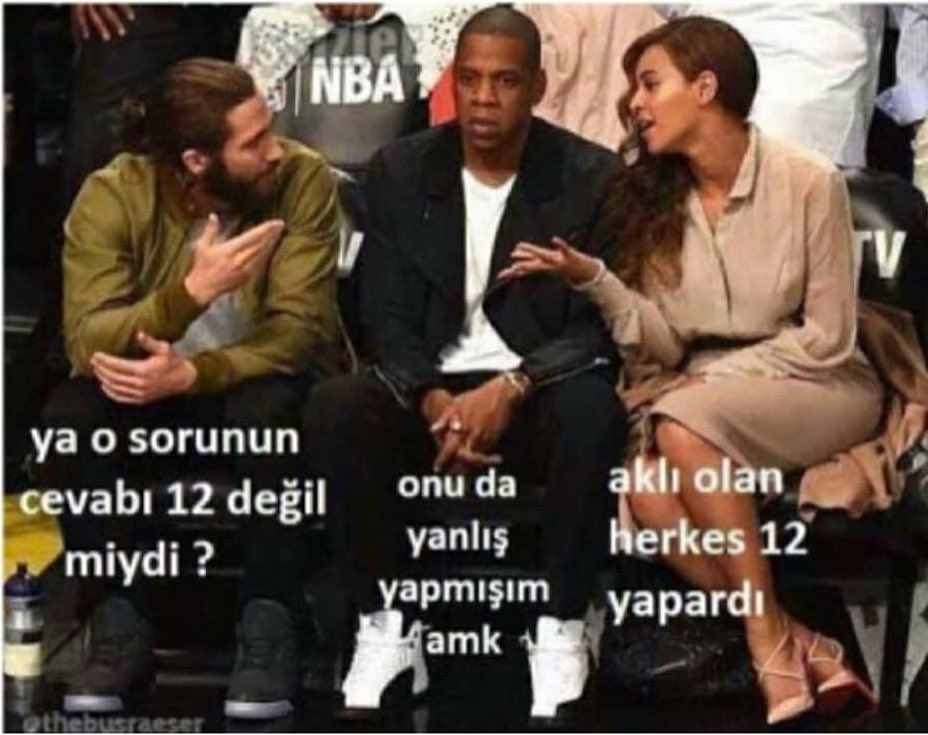 NBA
TV
ya o sorunun
cevabı 12 değil
miydi ?
onu da
yanlış
yapmışım
amk
aklı olan
herkes 12
yapardı
@thebusraeser